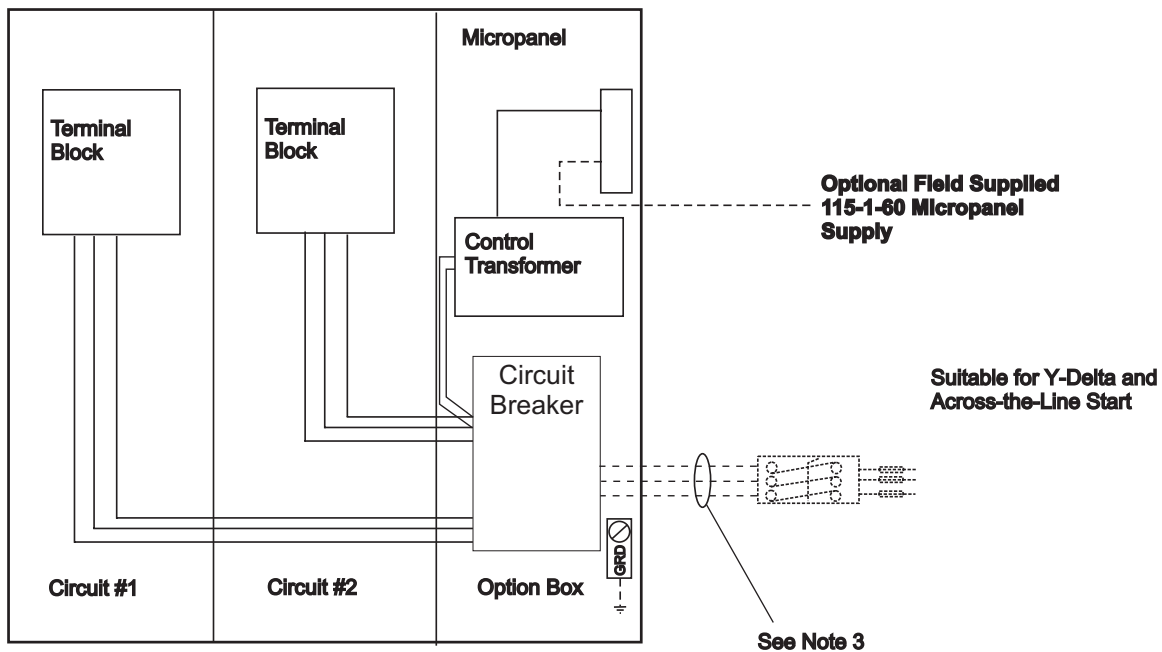 Micropanel
Terminal
Block
Terminal
Block
Optional Field Supplied
115-1-60 Micropanel
Supply
Control
Transformer
Circuit
Breaker
Suitable for Y-Delta and
Across-the-Line Start
GRD
Circuit #1
Circuit #2
Option Box
See Note 3